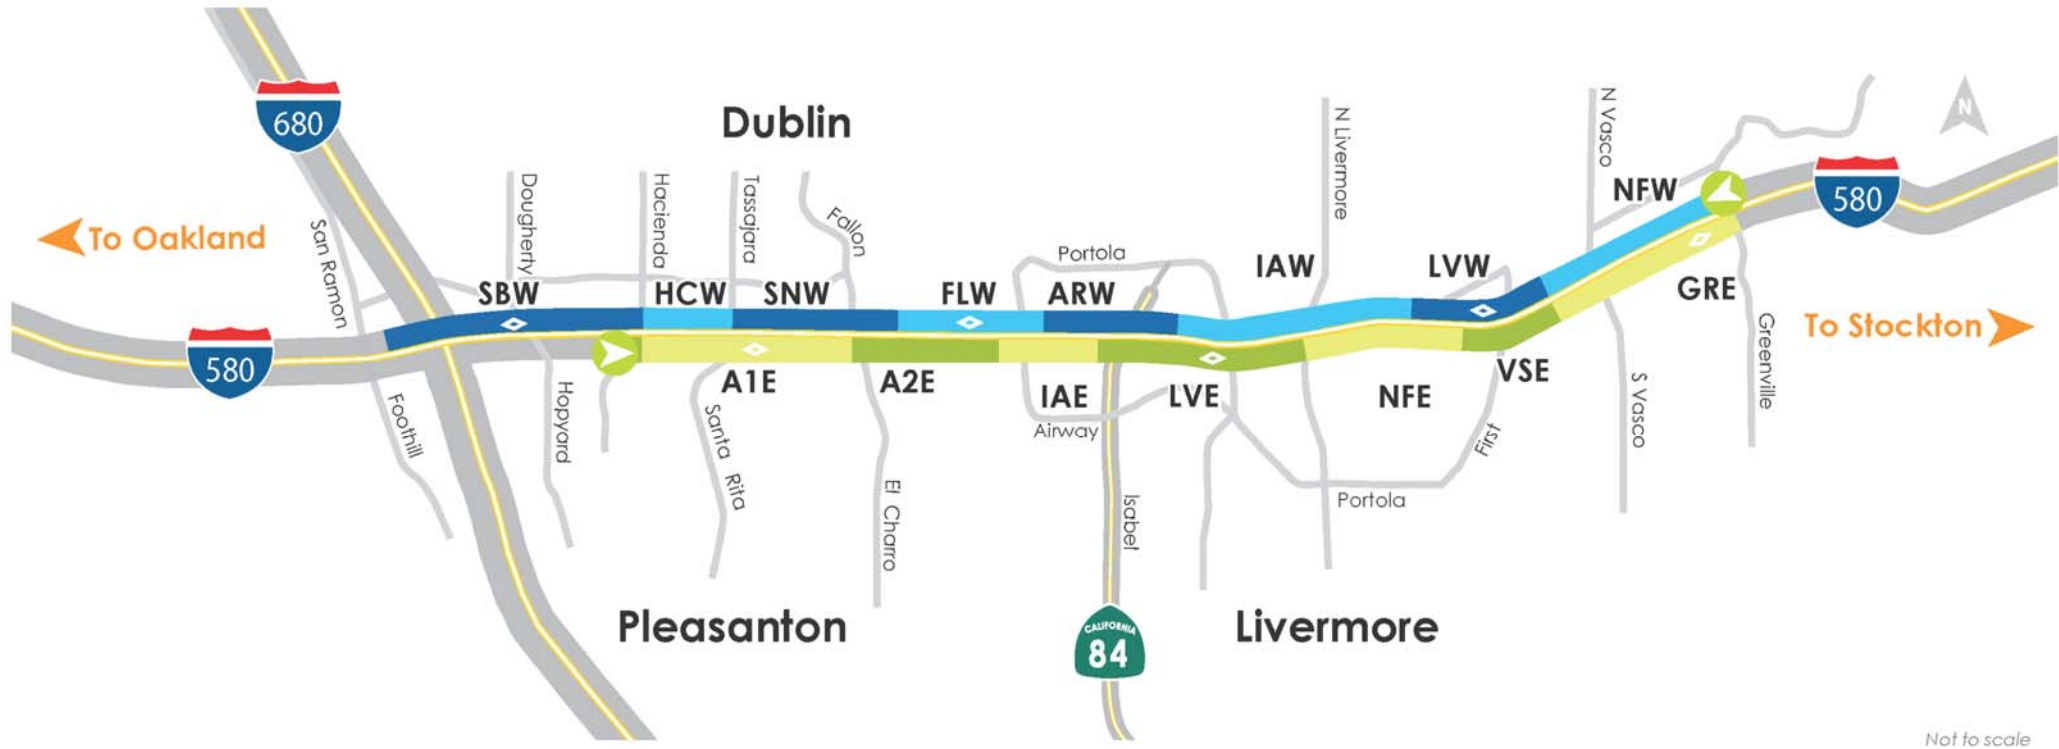 680
Dublin
N Vasco
N
N Livermore
Dougherty
Hacienda
Tassajara
NFW
580
Fallon
To Oakland
San Ramon
Portola
IAW
LVW
SBW
HCW
SNW
FLW
ARW
GRE
To Stockton
580
Greenville
A1E
A2E
IAE
LVE
NFE
VSE
Foothill
Hopyard
Santa Rita
Airway
First
S Vasco
El Charro
Isabel
Portola
Pleasanton
CALIFORNIA
84
Livermore
Not to scale